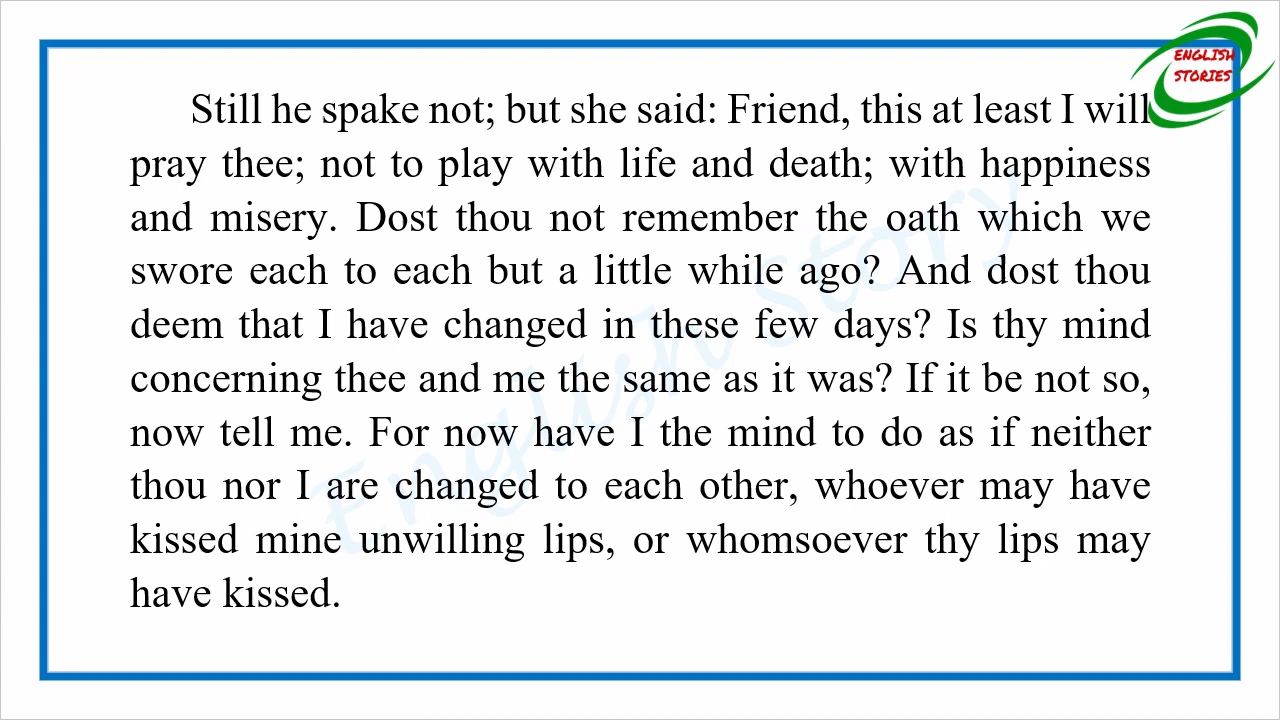 ENGLISH
STORIES
Still he spake not; but she said: Friend, this at least I will
pray thee; not to play with life and death; with happiness
and misery. Dost thou not remember the oath which we
swore each to each but a little while ago? And dost thou
deem that I have changed in these few days? Is thy mind
concerning thee and me the same as it was? If it be not so,
now tell me. For now have I the mind to do as if neither
thou nor I are changed to each other, whoever may have
kissed mine unwilling lips, or whomsoever thy lips may
have kissed.
English Story